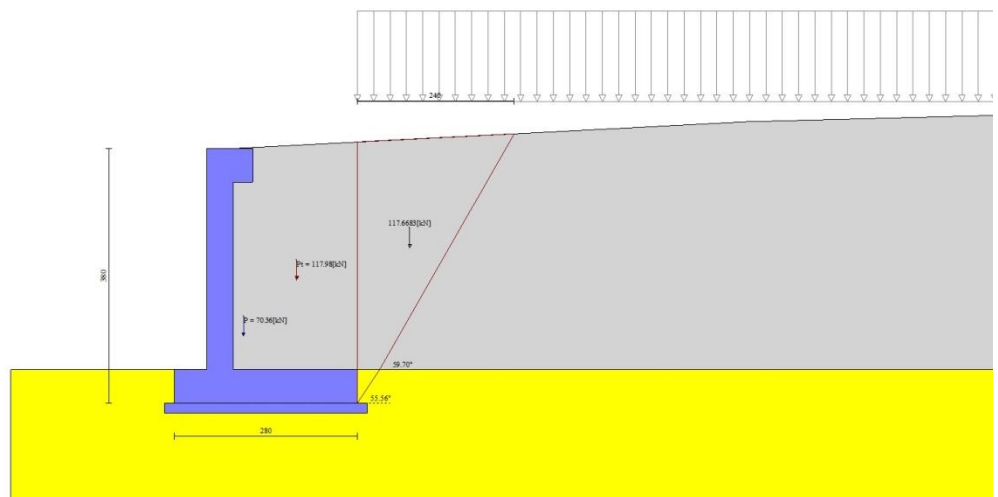 240
117.6683[kN]
380
Pt = 117.98[kN]
P = 70.36[kN]
59.70°
55.56°
280